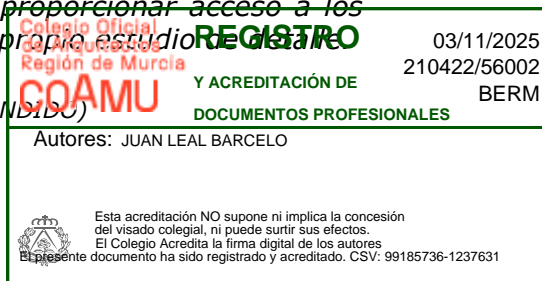 proporcionar acceso a los
propio estudio de detalle.
NDIDO)
Colegio Oficial
de Arquitectos
Región de Murcia
COAMU
REGISTRO
Y ACREDITACIÓN DE
DOCUMENTOS PROFESIONALES
03/11/2025
210422/56002
BERM
Autores: JUAN LEAL BARCELO
Esta acreditación NO supone ni implica la concesión
del visado colegial, ni puede surtir sus efectos.
El Colegio Acredita la firma digital de los autores
El presente documento ha sido registrado y acreditado. CSV: 99185736-1237631